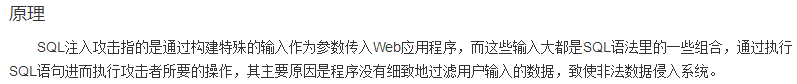 原理
SQL注入攻击指的是通过构建特殊的输入作为参数传入Web应用程序，而这些输入大都是SQL语法里的一些组合，通过执行
SQL语句进而执行攻击者所要的操作，其主要原因是程序没有细致地过滤用户输入的数据，致使非法数据侵入系统。